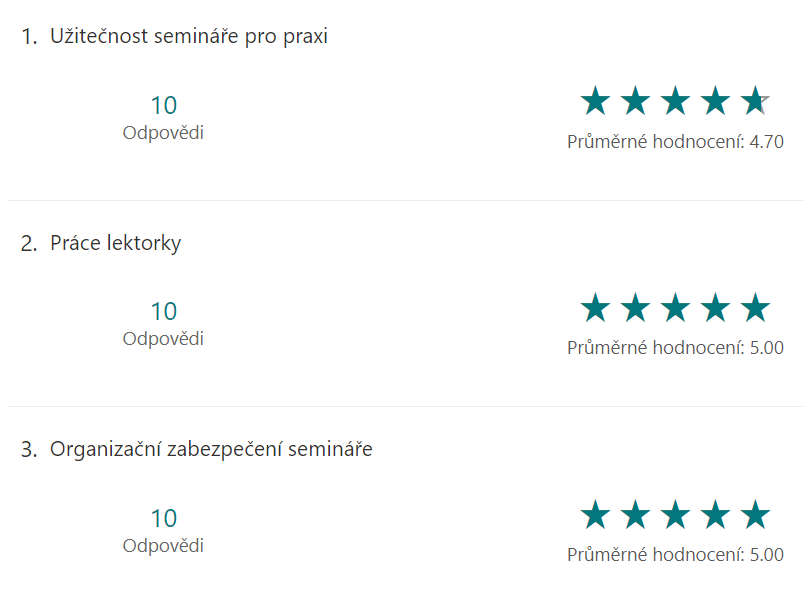 1. Užitečnost semináře pro praxi
10
Odpovědi
Průměrné hodnocení: 4.70
2. Práce lektorky
10
Odpovědi
Průměrné hodnocení: 5.00
3. Organizační zabezpečení semináře
10
Odpovědi
Průměrné hodnocení: 5.00